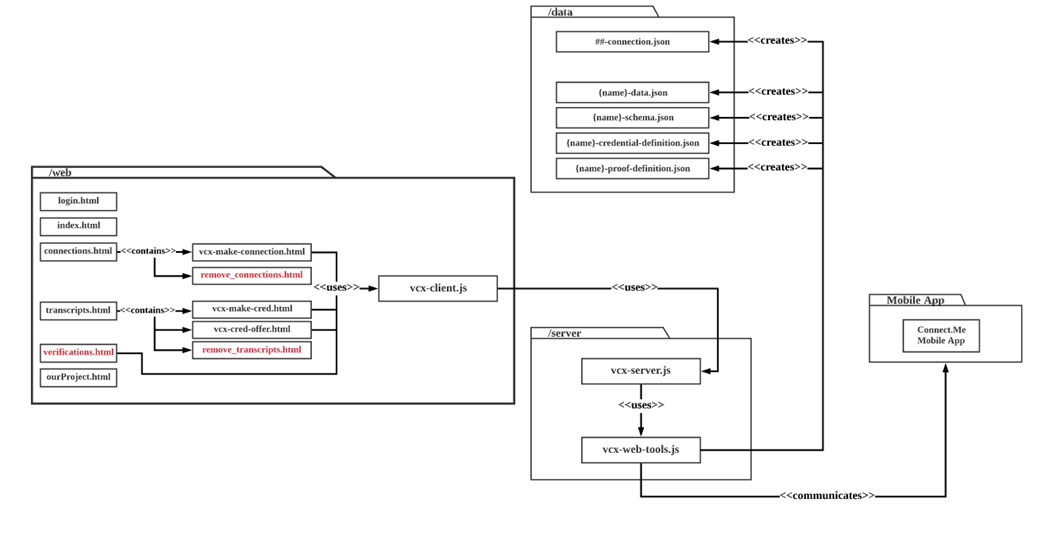 /data
##-connection.json
<<creates>>
{name}-data.json
<<creates>>
{name}-schema.json
<<creates>>
{name}-credential-definition.json
<<creates>>
{name}-proof-definition.json
<<creates>>
/web
login.html
index.html
connections.html
<<contains>>
vcx-make-connection.html
remove_connections.html
<<uses>>
vcx-client.js
<<uses>>
transcripts.html
<<contains>>
vcx-make-cred.html
vcx-cred-offer.html
remove_transcripts.html
verifications.html
ourProject.html
/server
vcx-server.js
<<uses>>
vcx-web-tools.js
<<communicates>>
Mobile App
Connect.Me
Mobile App